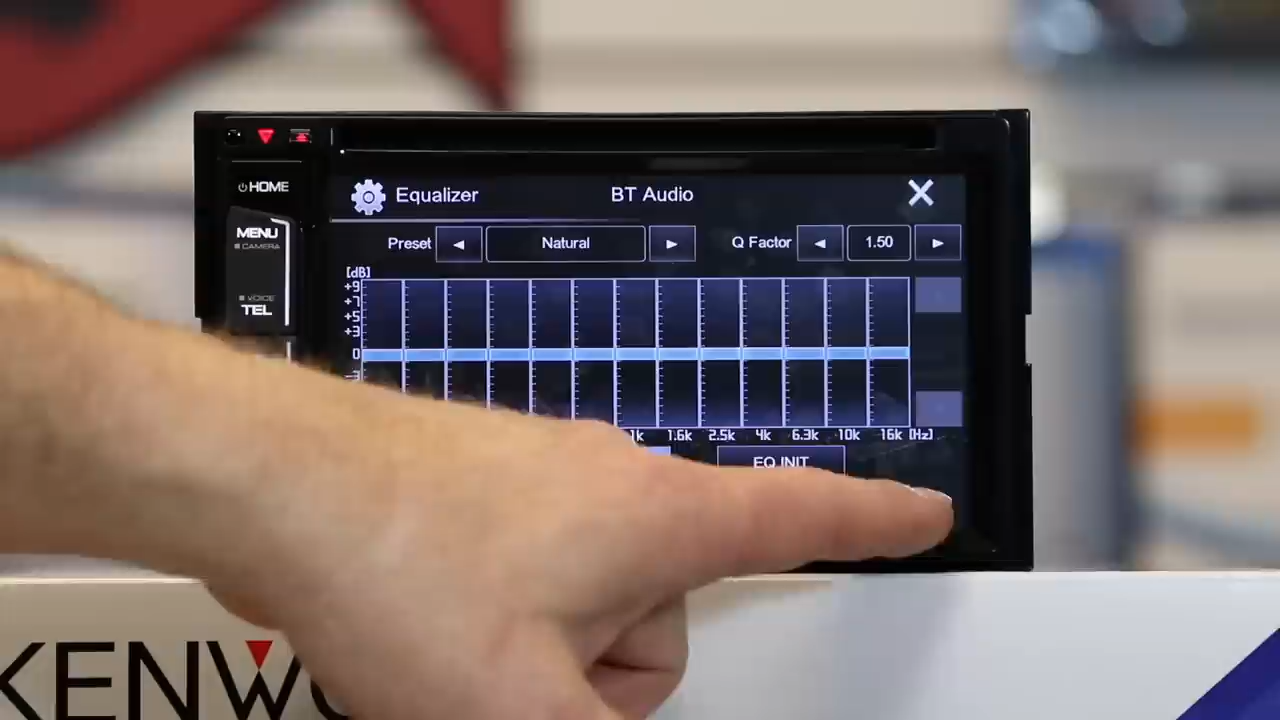 HOME
Equalizer BT Audio X
MENU
CAMERA
Preset Natural Q Factor 1.50
[dB]
+9
+7
+5
+3
0
VOICE
TEL
1k 1.6k 2.5k 4k 6.3k 10k 16k [Hz]
EQ INIT
KENW